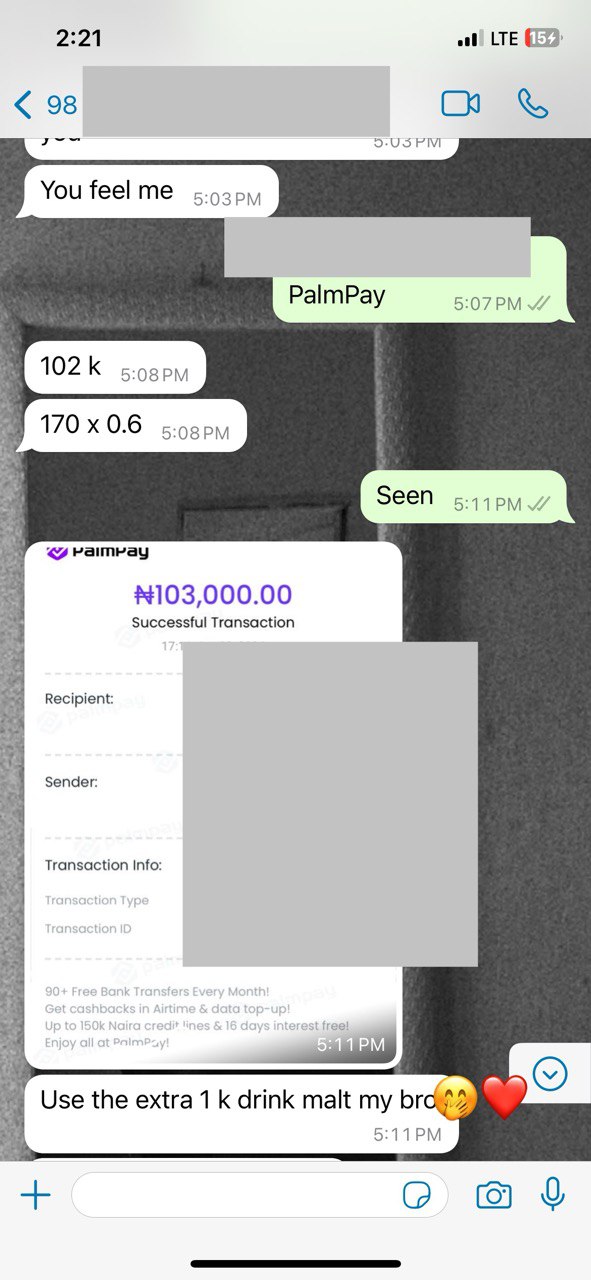 2:21
LTE 15
98
you
5:03 PM
You feel me 5:03 PM
PalmPay 5:07 PM
102 k 5:08 PM
170 x 0.6 5:08 PM
Seen 5:11 PM
PalmPay
₦103,000.00
Successful Transaction
Recipient:
Sender:
Transaction Info:
Transaction Type
Transaction ID
90+ Free Bank Transfers Every Month!
Get cashbacks in Airtime & data top-up!
Up to 150k Naira credit lines & 16 days interest free!
Enjoy all at PalmPay!
5:11 PM
Use the extra 1 k drink malt my bro🤭❤️
5:11 PM